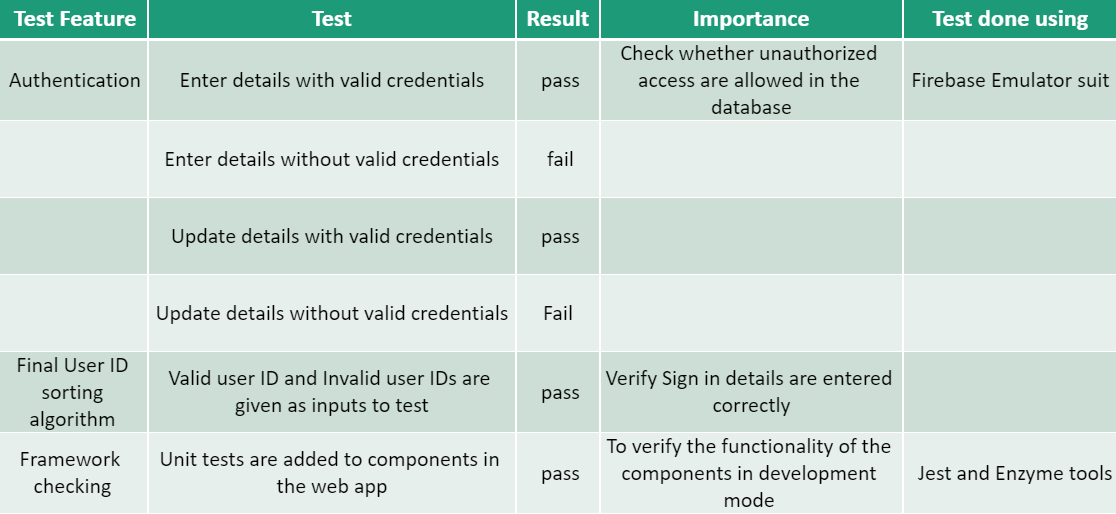 Test Feature Test Result Importance Test done using
Authentication Enter details with valid credentials pass Check whether unauthorized
access are allowed in the
database Firebase Emulator suit
Enter details without valid credentials fail
Update details with valid credentials pass
Update details without valid credentials Fail
Final User ID
sorting
algorithm Valid user ID and Invalid user IDs are
given as inputs to test pass Verify Sign in details are entered
correctly
Framework
checking Unit tests are added to components in
the web app pass To verify the functionality of the
components in development
mode Jest and Enzyme tools